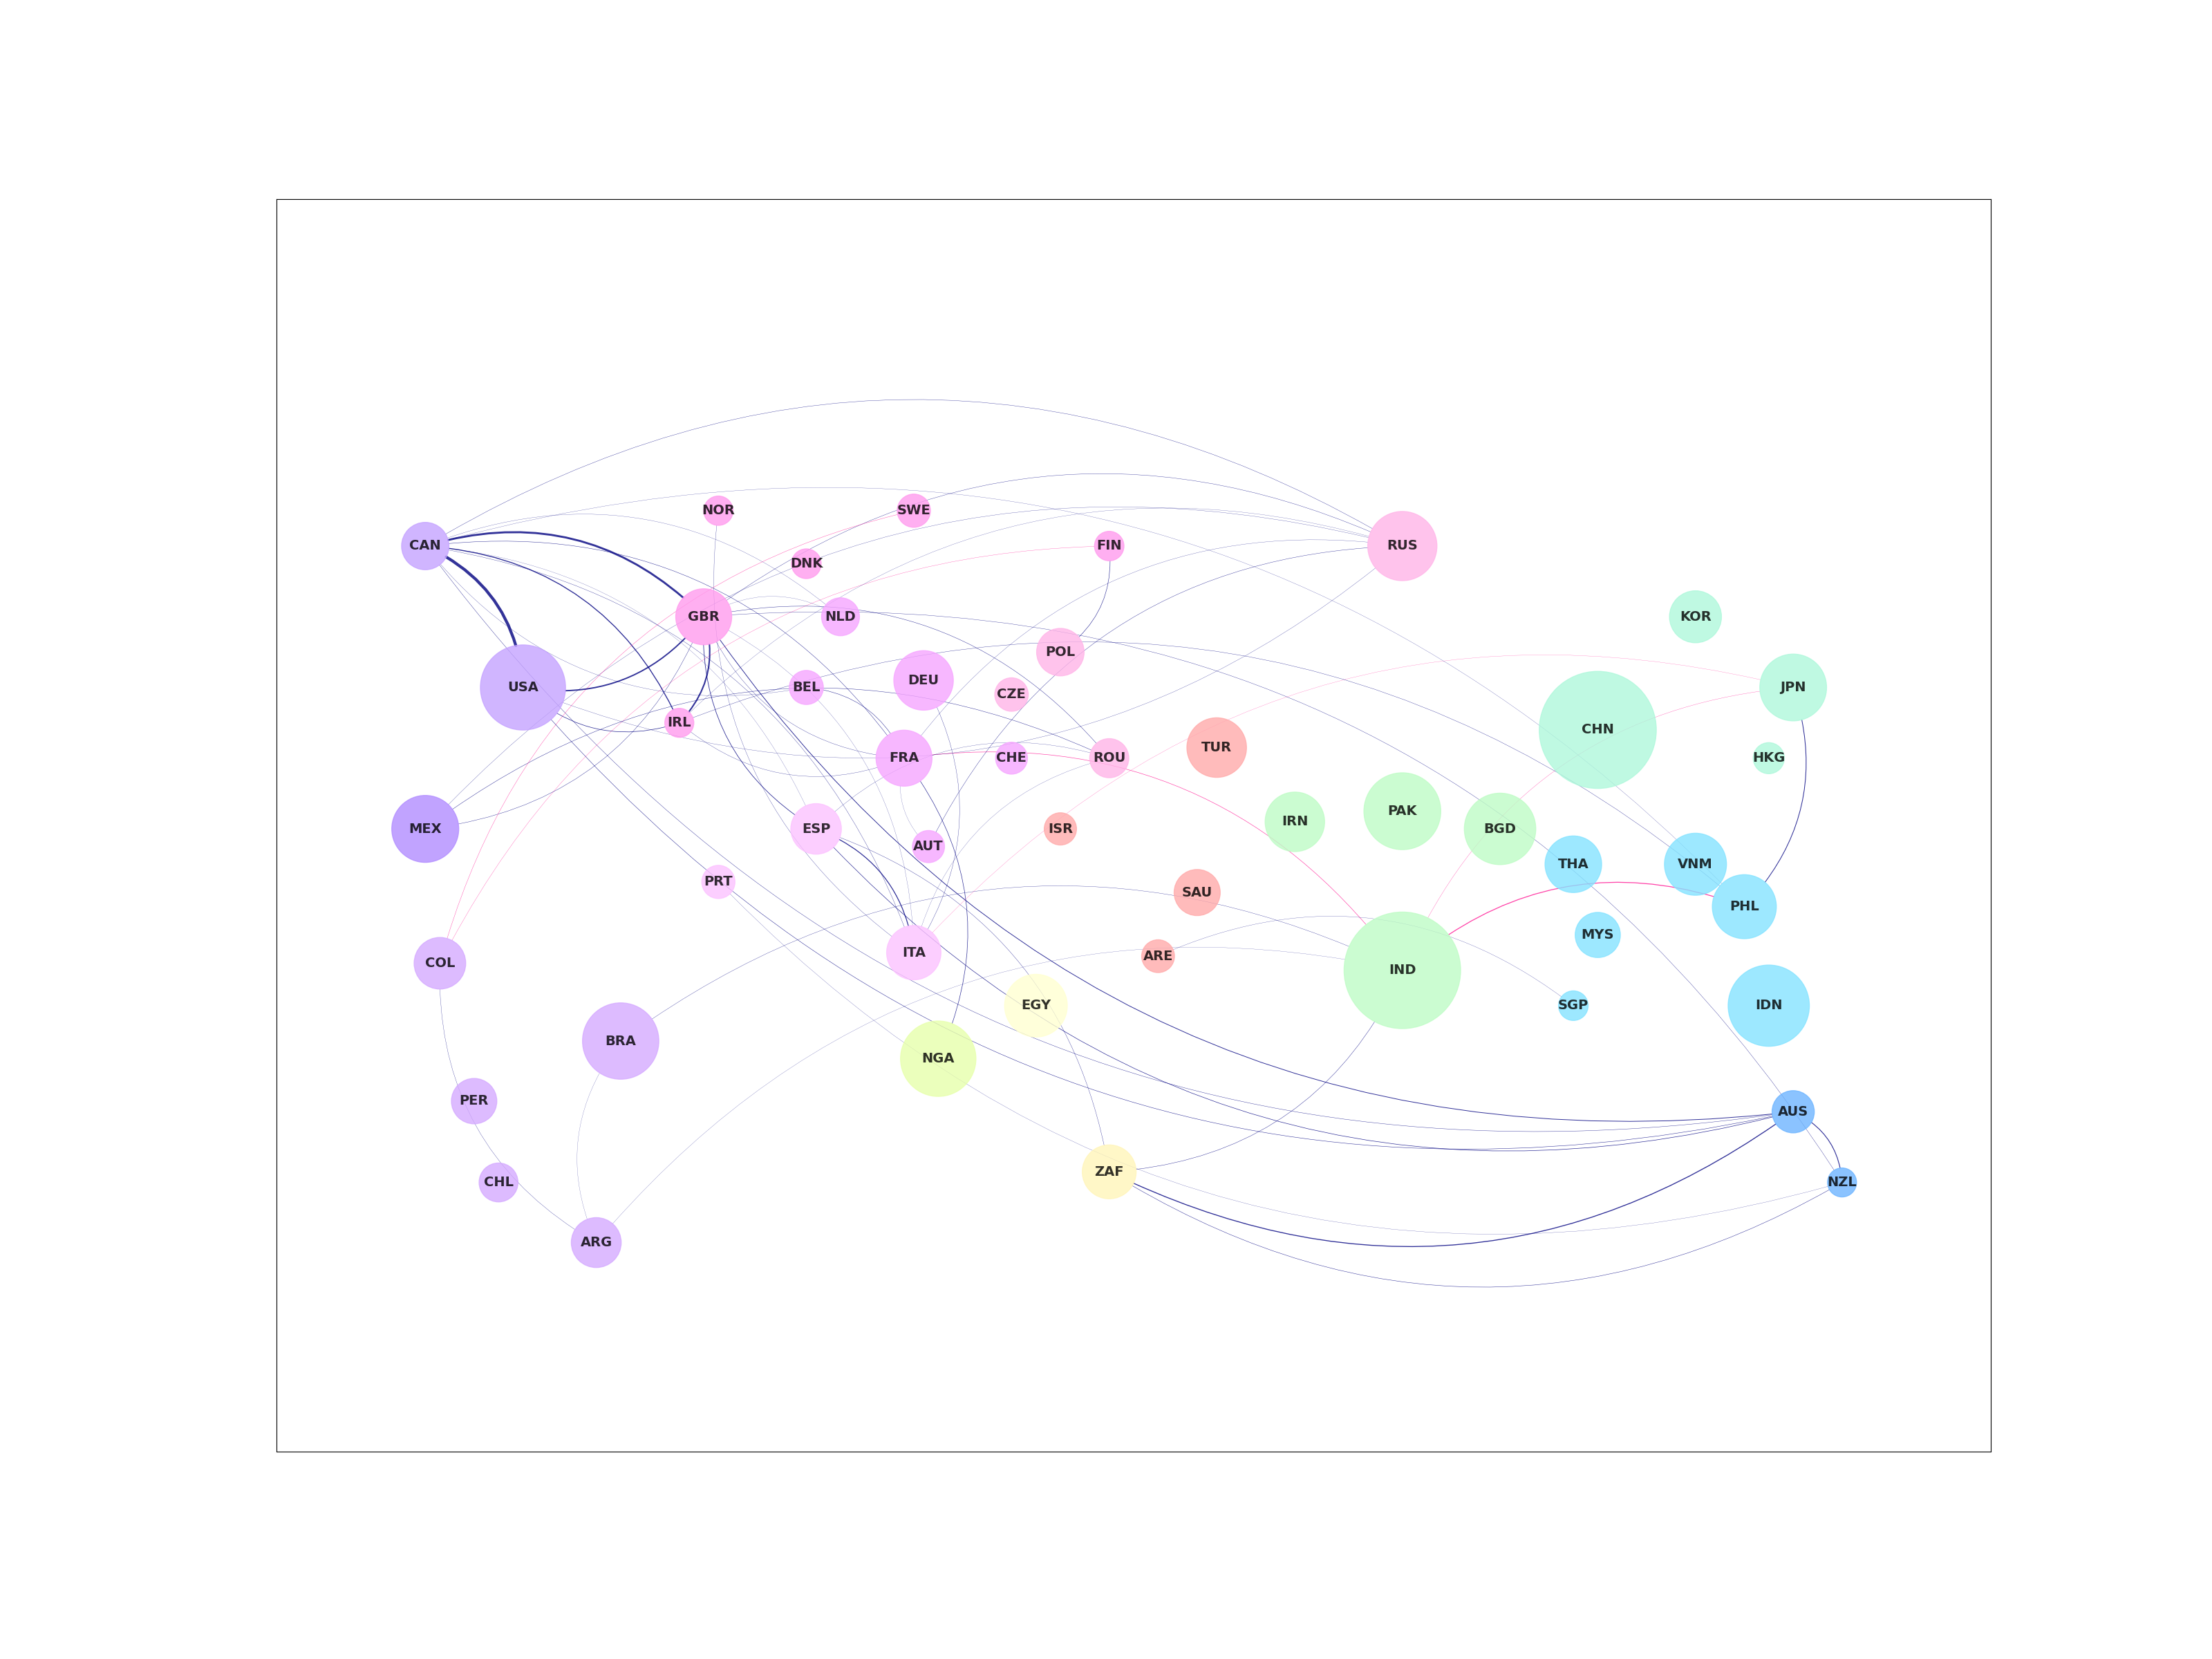 NOR
SWE
CAN
FIN
RUS
DNK
GBR
NLD
KOR
POL
DEU
USA
BEL
CZE
JPN
IRL
CHN
TUR
FRA
CHE
ROU
HKG
PAK
IRN
MEX
ESP
ISR
BGD
AUT
THA
VNM
PRT
SAU
PHL
MYS
ITA
ARE
COL
IND
EGY
SGP
IDN
BRA
NGA
PER
AUS
ZAF
CHL
NZL
ARG